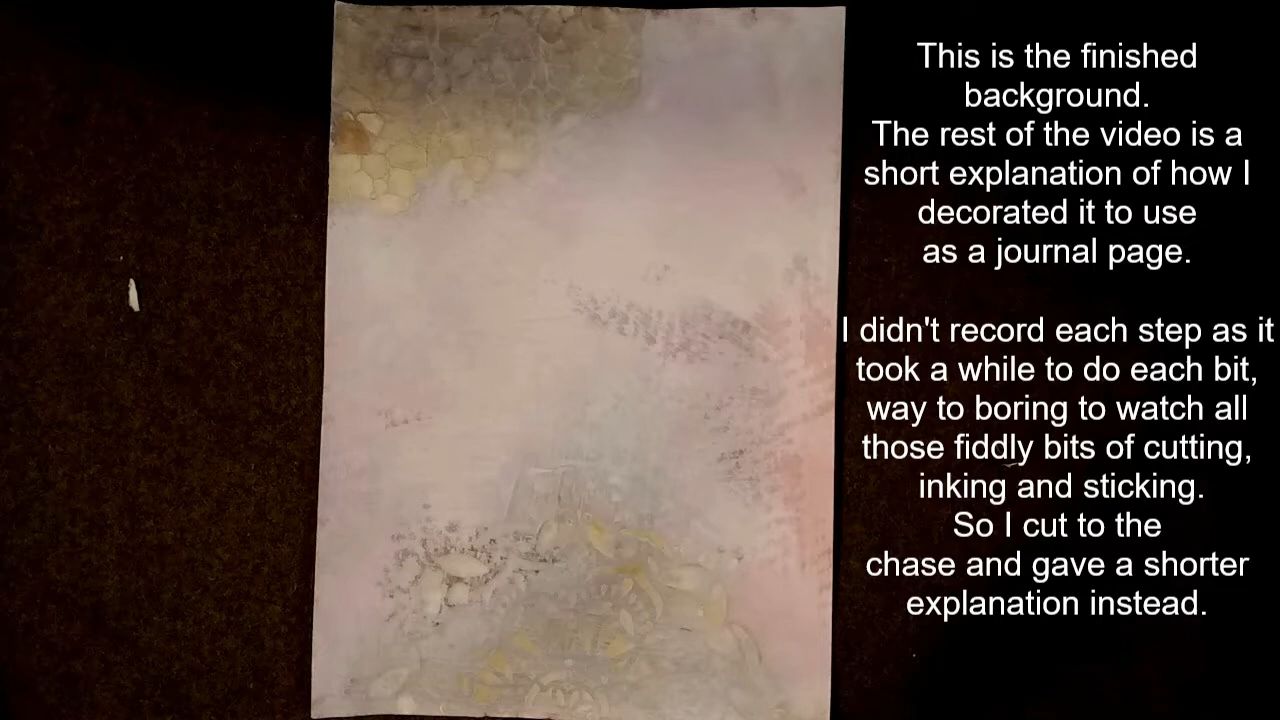 This is the finished
background.
The rest of the video is a
short explanation of how I
decorated it to use
as a journal page.
I didn't record each step as it
took a while to do each bit,
way to boring to watch all
those fiddly bits of cutting,
inking and sticking.
So I cut to the
chase and gave a shorter
explanation instead.